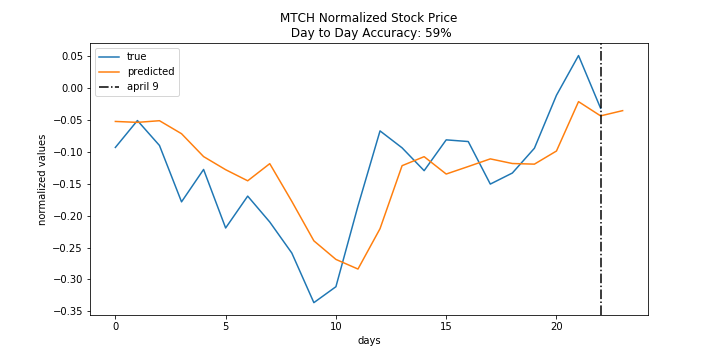 MTCH Normalized Stock Price
Day to Day Accuracy: 59%
true
predicted
april 9
normalized values
0.05
0.00
−0.05
−0.10
−0.15
−0.20
−0.25
−0.30
−0.35
0 5 10 15 20
days